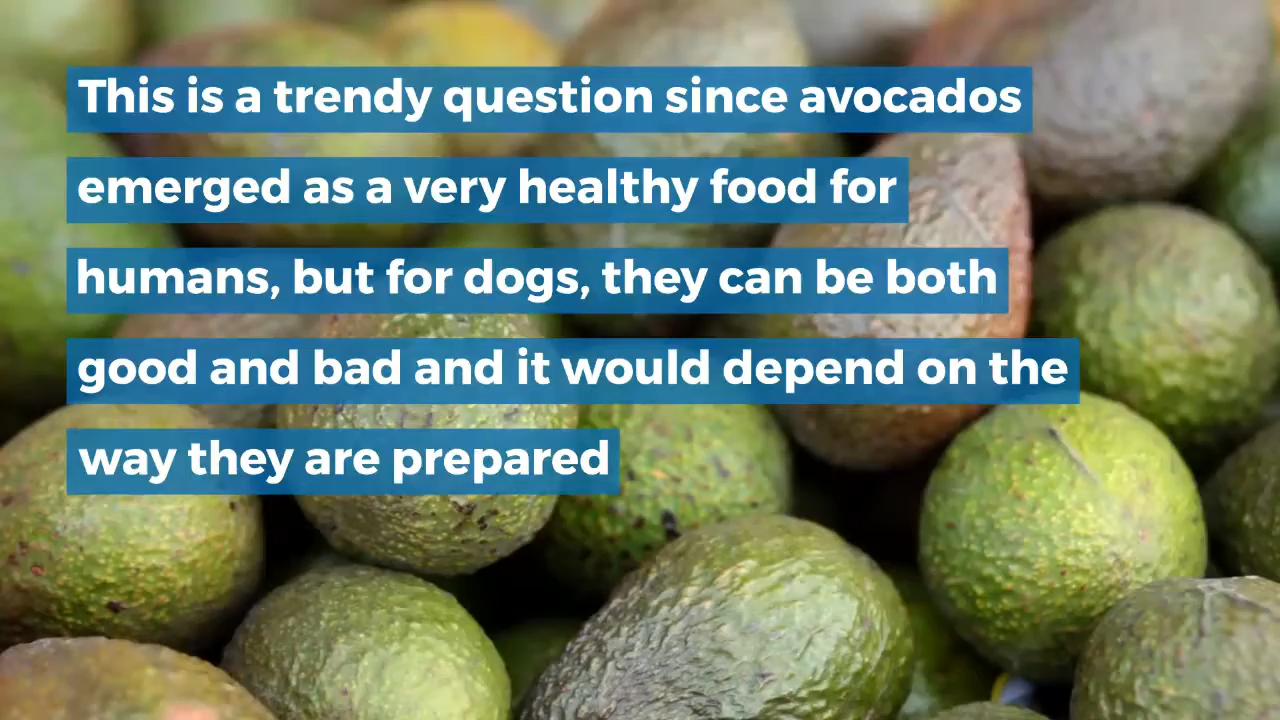 This is a trendy question since avocados
emerged as a very healthy food for
humans, but for dogs, they can be both
good and bad and it would depend on the
way they are prepared